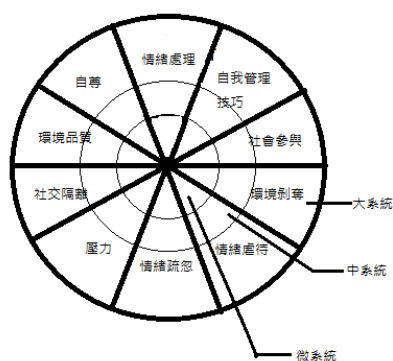 情緒處理
自尊
自我管理
技巧
環境品質
社會參與
社交隔離
環境剝奪
大系統
壓力
情緒疏忽
情緒虐待
中系統
微系統